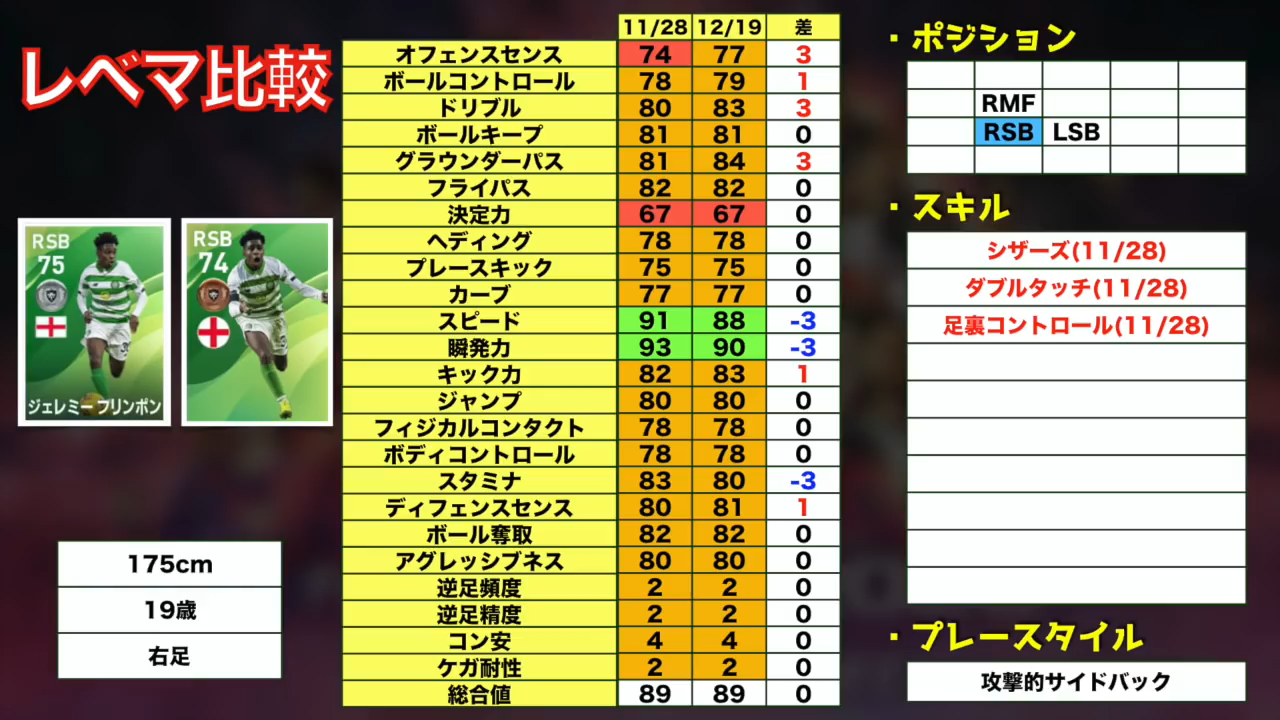 レベマ比較
RSB
75
ジェレミー フリンポン
RSB
74
175cm
19歳
右足
11/28 12/19 差
オフェンスセンス 74 77 3
ボールコントロール 78 79 1
ドリブル 80 83 3
ボールキープ 81 81 0
グラウンダーパス 81 84 3
フライパス 82 82 0
決定力 67 67 0
ヘディング 78 78 0
プレースキック 75 75 0
カーブ 77 77 0
スピード 91 88 -3
瞬発力 93 90 -3
キック力 82 83 1
ジャンプ 80 80 0
フィジカルコンタクト 78 78 0
ボディコントロール 78 78 0
スタミナ 83 80 -3
ディフェンスセンス 80 81 1
ボール奪取 82 82 0
アグレッシブネス 80 80 0
逆足頻度 2 2 0
逆足精度 2 2 0
コン安 4 4 0
ケガ耐性 2 2 0
総合値 89 89 0
・ポジション
RMF
RSB LSB
・スキル
シザーズ(11/28)
ダブルタッチ(11/28)
足裏コントロール(11/28)
・プレースタイル
攻撃的サイドバック